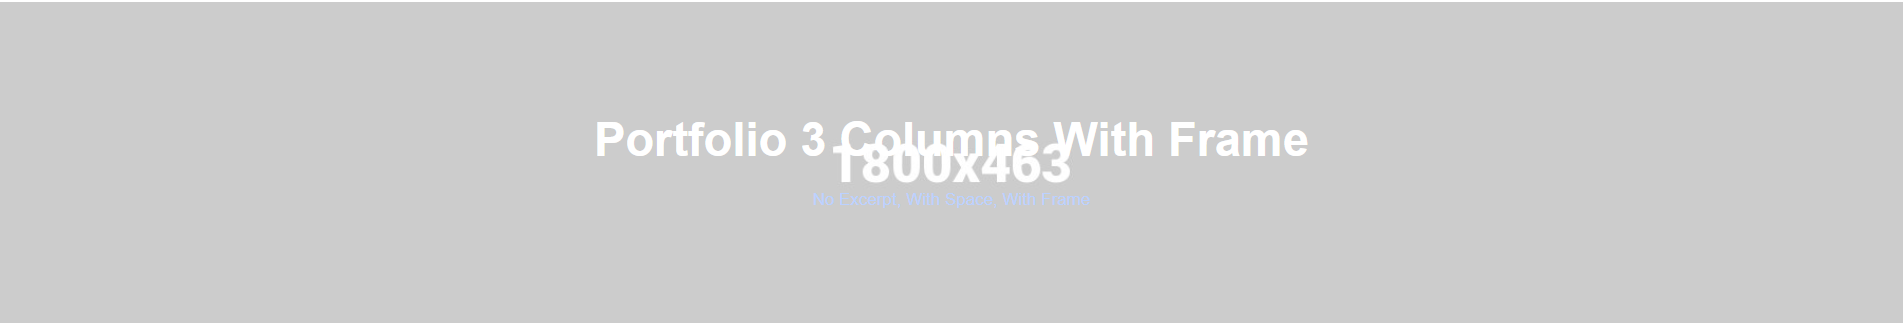 Portfolio 3 Columns With Frame
1800x463
No Excerpt, With Space, With Frame